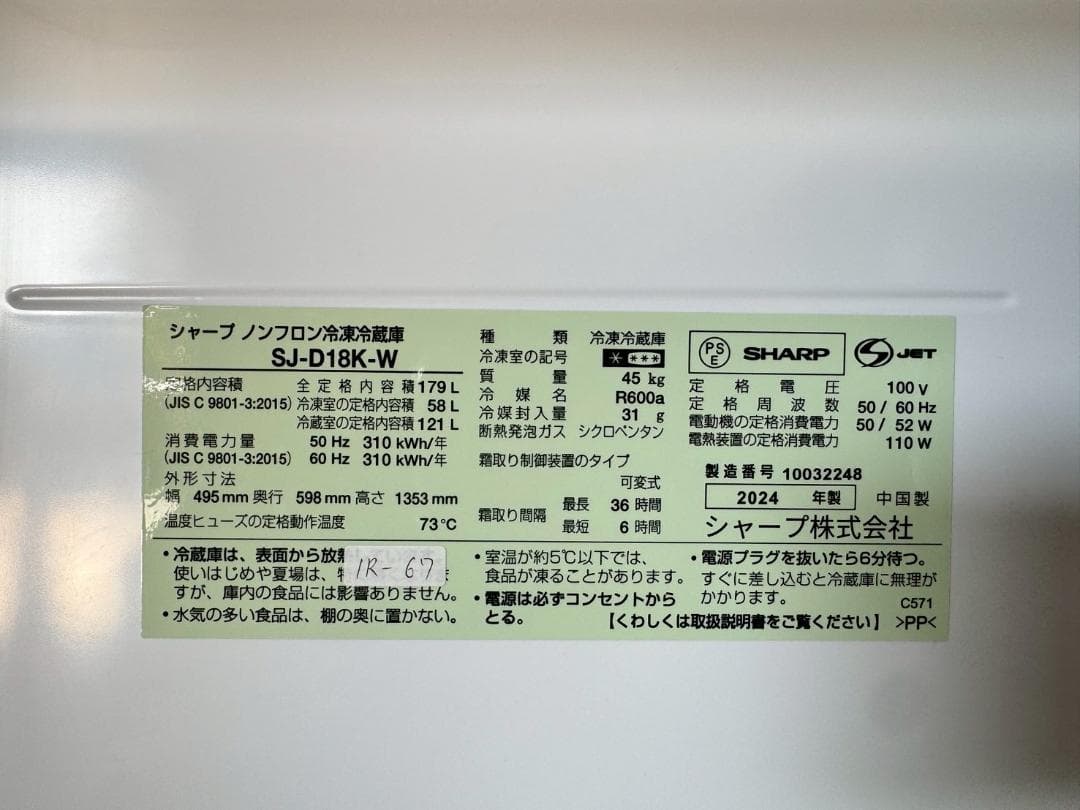 シャープ ノンフロン冷凍冷蔵庫
SJ-D18K-W
定格内容積 全定格内容積 179 L
(JIS C 9801-3:2015) 冷凍室の定格内容積 58 L
冷蔵室の定格内容積 121 L
消費電力量 50 Hz 310 kWh/年
(JIS C 9801-3:2015) 60 Hz 310 kWh/年
外形寸法
幅 495 mm 奥行 598 mm 高さ 1353 mm
温度ヒューズの定格動作温度 73℃
種類 冷凍冷蔵庫
冷凍室の記号 * ***
質量 45 kg
冷媒名 R600a
冷媒封入量 31 g
断熱発泡ガス シクロペンタン
霜取り制御装置のタイプ
可変式
霜取り間隔 最長 36 時間
最短 6 時間
PSE SHARP S JET
定格電圧 100 V
定格周波数 50 / 60 Hz
電動機の定格消費電力 50 / 52 W
電熱装置の定格消費電力 110 W
製造番号 10032248
2024 年製 中国製
シャープ株式会社
・冷蔵庫は、表面から放熱
使いはじめや夏場は、
すが、庫内の食品には影響ありません。
・水気の多い食品は、棚の奥に置かない。
1R-67
・室温が約5℃以下では、
食品が凍ることがあります。
・電源は必ずコンセントから
とる。
・電源プラグを抜いたら6分待つ。
すぐに差し込むと冷蔵庫に無理が
かかります。 C571
【くわしくは取扱説明書をご覧ください】 >PP<